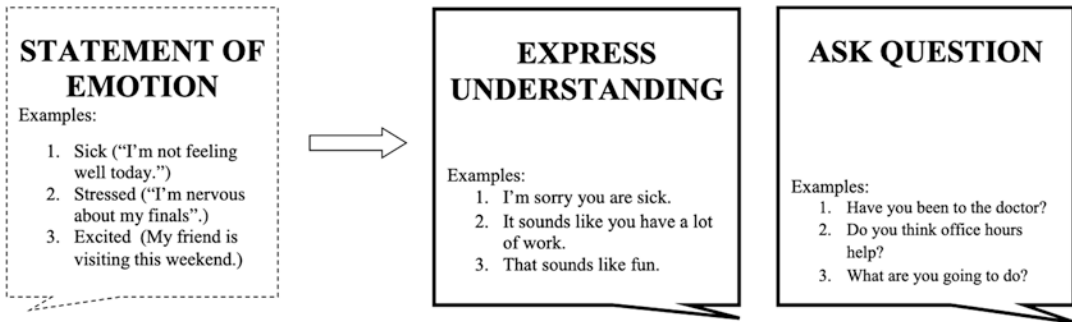 STATEMENT OF
EMOTION
Examples:
1. Sick (“I’m not feeling
well today.”)
2. Stressed (“I’m nervous
about my finals”.)
3. Excited (My friend is
visiting this weekend.)
EXPRESS
UNDERSTANDING
Examples:
1. I’m sorry you are sick.
2. It sounds like you have a lot
of work.
3. That sounds like fun.
ASK QUESTION
Examples:
1. Have you been to the doctor?
2. Do you think office hours
help?
3. What are you going to do?